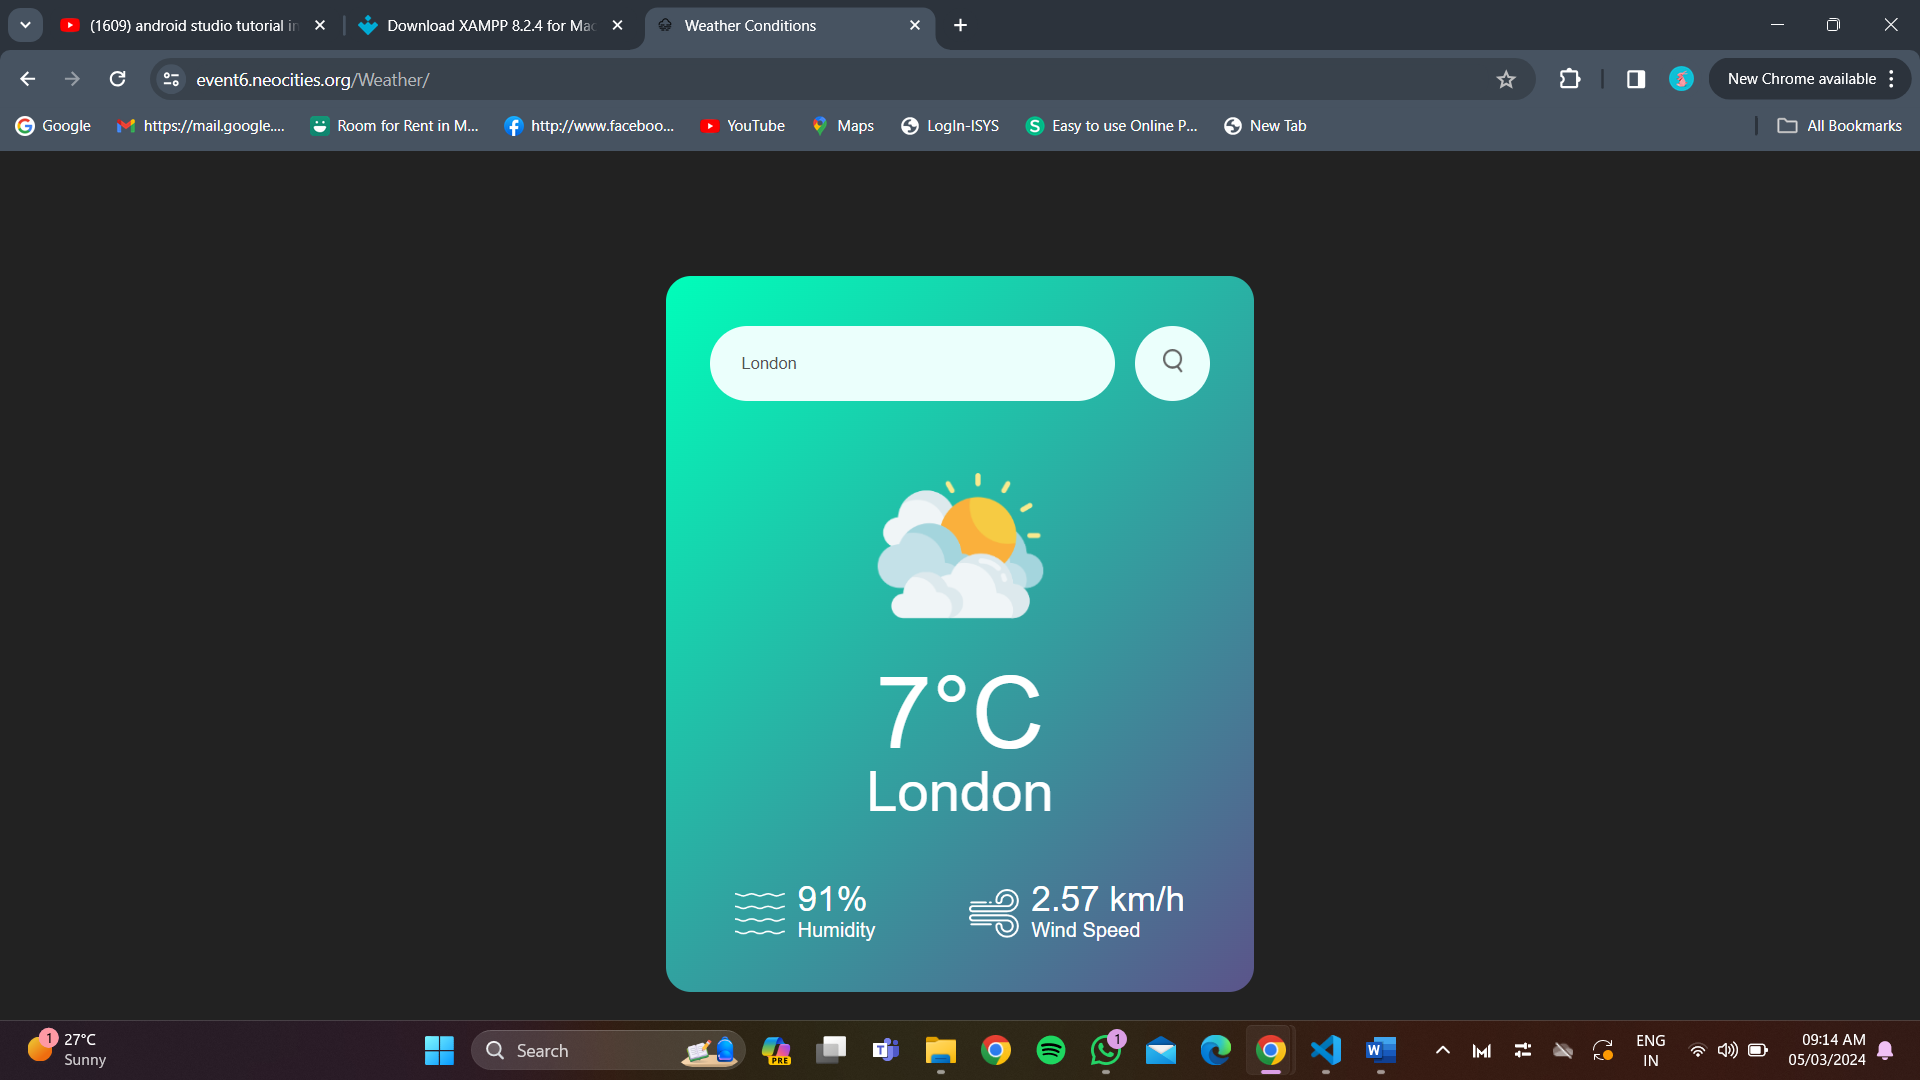 (1609) android studio tutorial in
Download XAMPP 8.2.4 for Mac
Weather Conditions
event6.neocities.org/Weather/
New Chrome available
Google
https://mail.google....
Room for Rent in M...
http://www.faceboo...
YouTube
Maps
LogIn-ISYS
Easy to use Online P...
New Tab
All Bookmarks
London
7°C
London
91%
Humidity
2.57 km/h
Wind Speed
1
27°C
Sunny
Search
PRE
1
ENG
IN
09:14 AM
05/03/2024